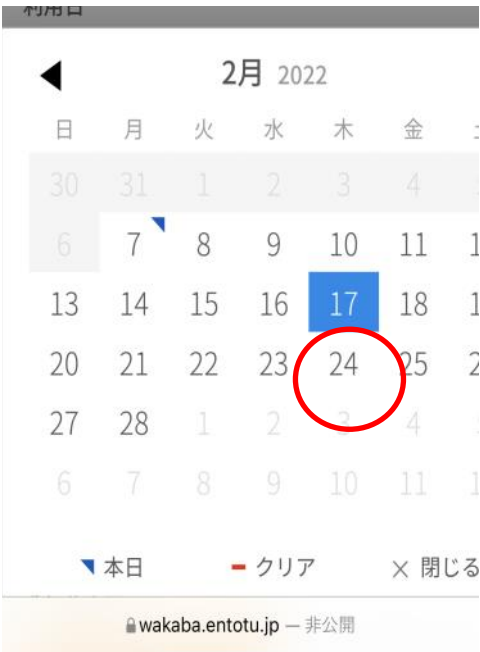 利用日
2月 2022
日 月 火 水 木 金
30 31 1 2 3 4
6 7 8 9 10 11
13 14 15 16 17 18
20 21 22 23 24 25
27 28 1 2 3 4
6 7 8 9 10 11
本日 クリア × 閉じる
wakaba.entotu.jp — 非公開